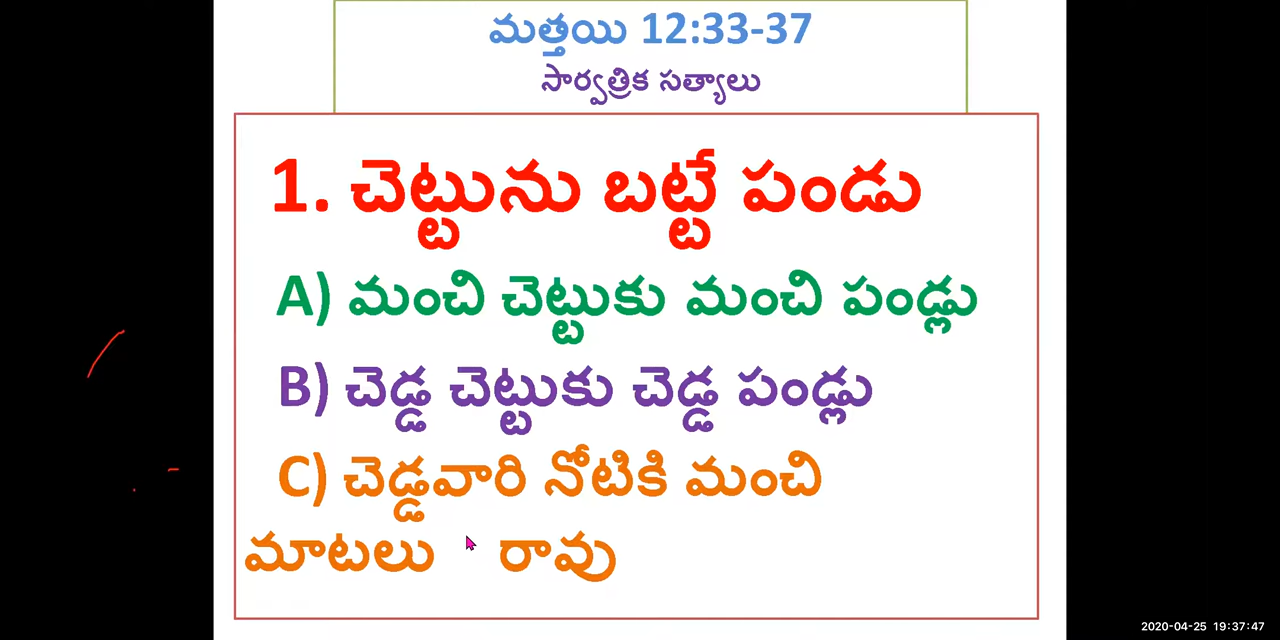 మత్తయి 12:33-37
సార్వత్రిక సత్యాలు
1. చెట్టును బట్టే పండు
A) మంచి చెట్టుకు మంచి పండ్లు
B) చెడ్డ చెట్టుకు చెడ్డ పండ్లు
C) చెడ్డవారి నోటికి మంచి
మాటలు రావు
2020-04-25 19:37:47